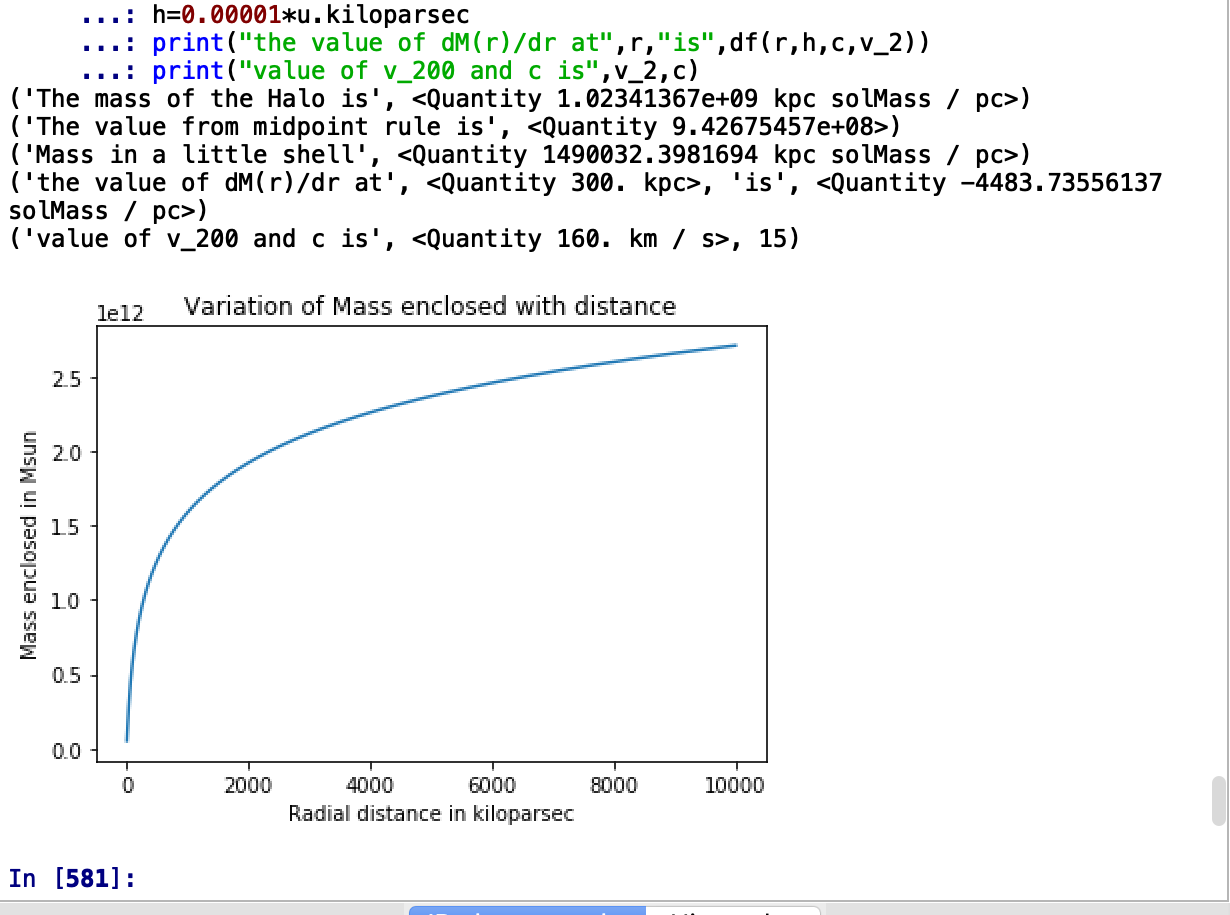 ...: h=0.00001*u.kiloparsec
...: print("the value of dM(r)/dr at",r,"is",df(r,h,c,v_2))
...: print("value of v_200 and c is",v_2,c)
('The mass of the Halo is', <Quantity 1.02341367e+09 kpc solMass / pc>)
('The value from midpoint rule is', <Quantity 9.42675457e+08>)
('Mass in a little shell', <Quantity 1490032.3981694 kpc solMass / pc>)
('the value of dM(r)/dr at', <Quantity 300. kpc>, 'is', <Quantity -4483.73556137
solMass / pc>)
('value of v_200 and c is', <Quantity 160. km / s>, 15)
1e12
Variation of Mass enclosed with distance
Mass enclosed in Msun
2.5
2.0
1.5
1.0
0.5
0.0
0 2000 4000 6000 8000 10000
Radial distance in kiloparsec
In [581]: